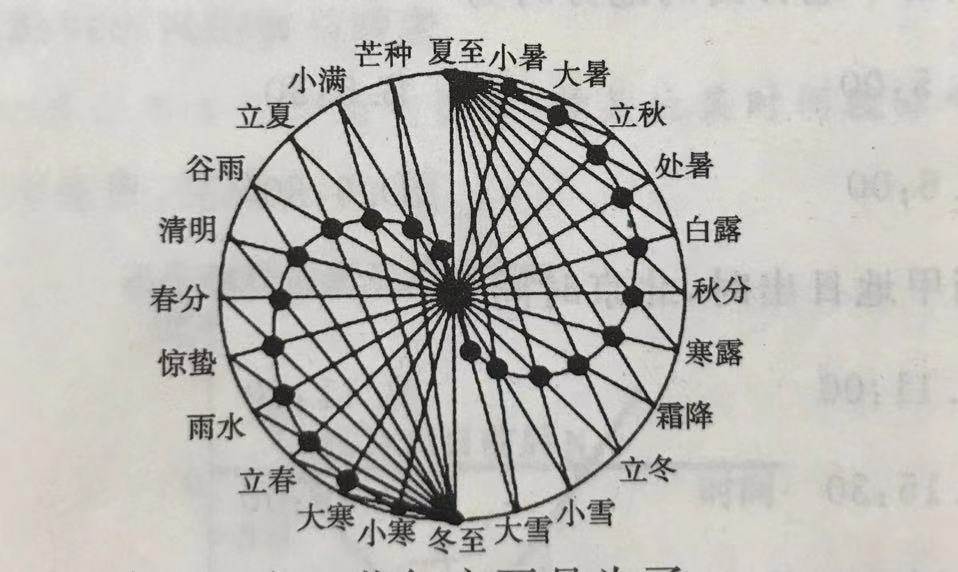 夏至
小暑
大暑
立秋
处暑
白露
秋分
寒露
霜降
立冬
小雪
大雪
冬至
小寒
大寒
立春
雨水
惊蛰
春分
清明
谷雨
立夏
小满
芒种